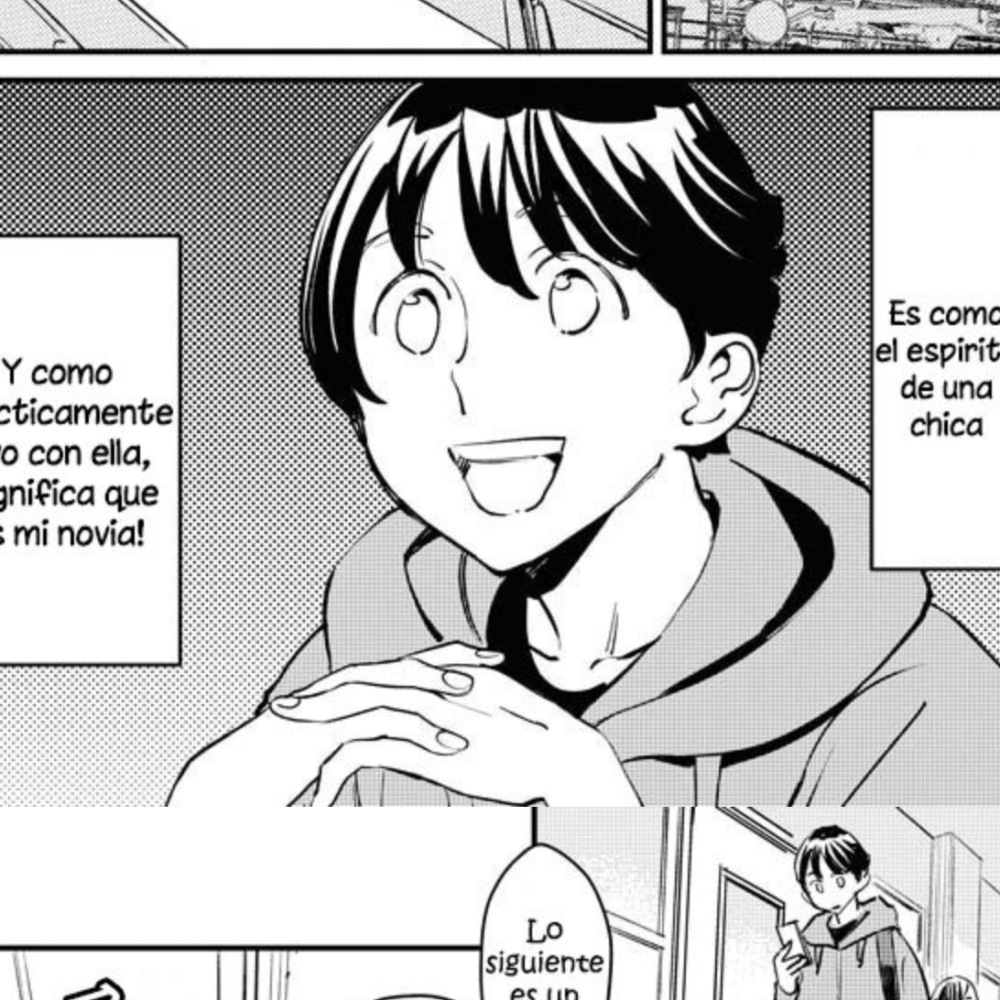 Es como
el espirit
de una
chica
Y como
cticamente
o con ella,
gnifica que
s mi novia!
Lo
siguiente
es un